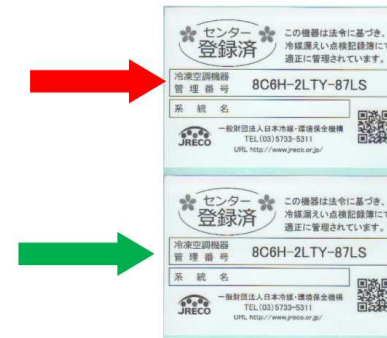 センター
登録済
この機器は法令に基づき、
冷媒漏えい点検記録簿にて
適正に管理されています。
冷凍空調機器
管理番号
8C6H-2LTY-87LS
系統名
JRECO
一般財団法人日本冷媒・環境保全機構
TEL (03) 5733-5311
URL http://www.jreco.or.jp/
センター
登録済
この機器は法令に基づき、
冷媒漏えい点検記録簿にて
適正に管理されています。
冷凍空調機器
管理番号
8C6H-2LTY-87LS
系統名
JRECO
一般財団法人日本冷媒・環境保全機構
TEL (03) 5733-5311
URL http://www.jreco.or.jp/